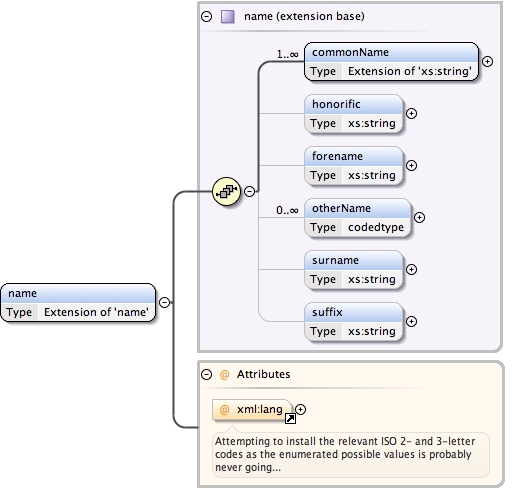 name (extension base)
1..∞
commonName
Type Extension of 'xs:string'
honorific
Type xs:string
forename
Type xs:string
0..∞
otherName
Type codedtype
surname
Type xs:string
suffix
Type xs:string
name
Type Extension of 'name'
@ Attributes
@ xml:lang
Attempting to install the relevant ISO 2- and 3-letter
codes as the enumerated possible values is probably
never going...